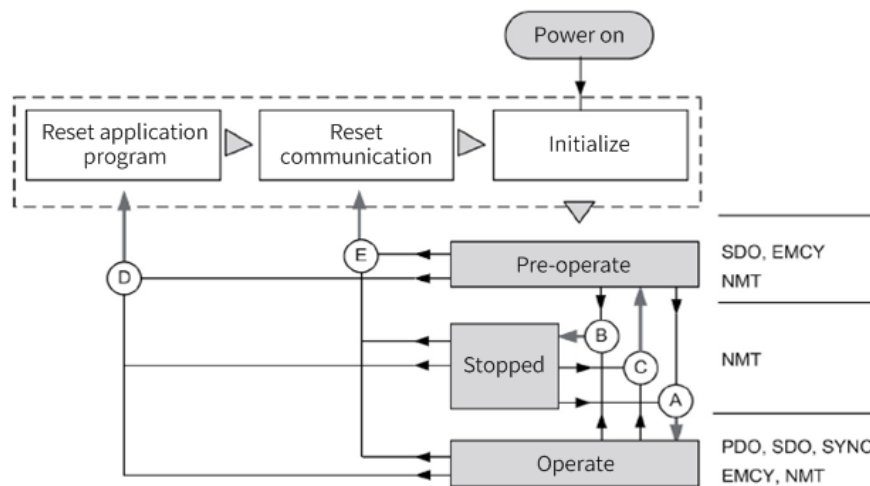 Power on
Reset application
program
Reset
communication
Initialize
E
Pre-operate
SDO, EMCY
D
NMT
B
Stopped
C
NMT
A
Operate
PDO, SDO, SYNC
EMCY, NMT